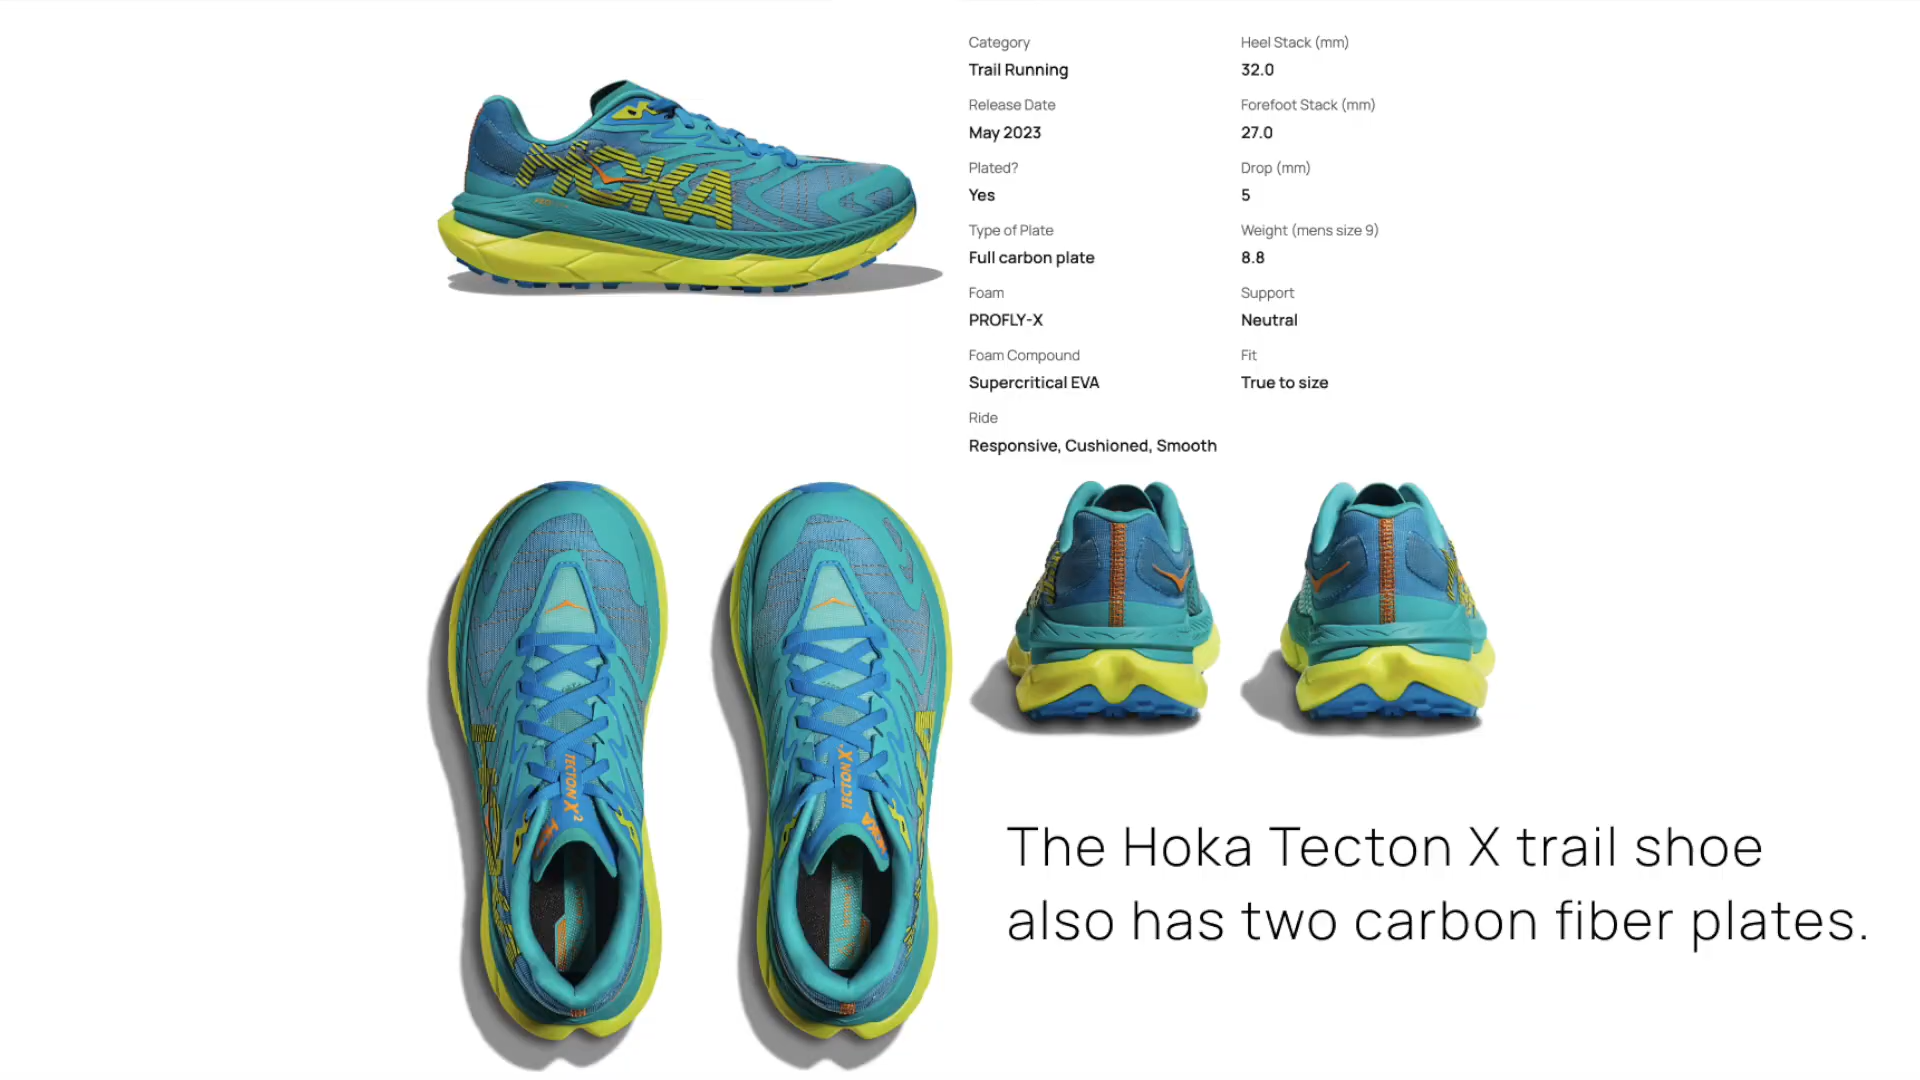 Category
Trail Running
Release Date
May 2023
Plated?
Yes
Type of Plate
Full carbon plate
Foam
PROFLY-X
Foam Compound
Supercritical EVA
Ride
Responsive, Cushioned, Smooth
Heel Stack (mm)
32.0
Forefoot Stack (mm)
27.0
Drop (mm)
5
Weight (mens size 9)
8.8
Support
Neutral
Fit
True to size
HOKA
TECTON X 2
TECTON X
HOKA
The Hoka Tecton X trail shoe
also has two carbon fiber plates.